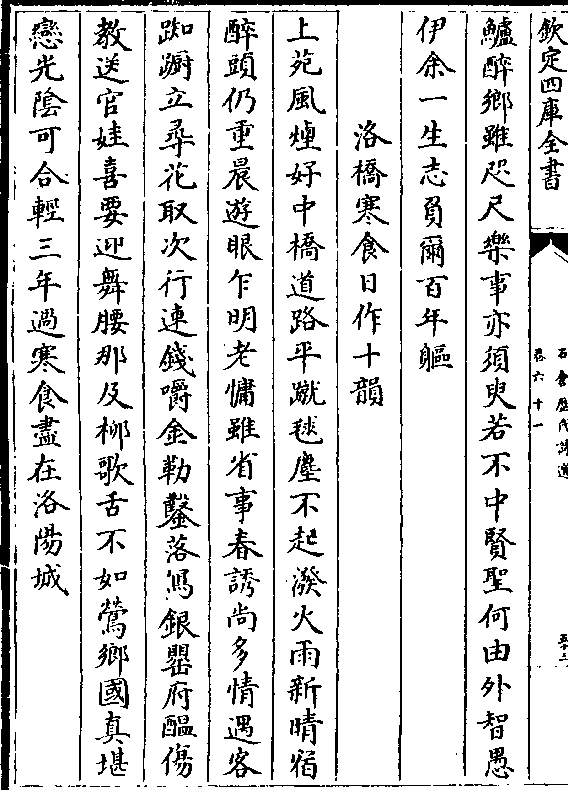 欽定四庫全書
石倉歷代詩選
卷六十一
鱸醉鄉雖咫尺樂事亦須臾若不中賢聖何由外智愚
伊余一生志員爾百年軀
洛橋寒食日作十韻
上苑風煙好中橋道路平蹴毬塵不起潑火雨新晴宿
醉頭仍重晨遊眼乍明老慵雖省事春誘尚多情遇客
踟躕立尋花取次行連錢嚼金勒鑿落寫銀罌府醖傷
教送官娃喜要迎舞腰那及栁歌舌不如鶯鄉國真堪
戀光隂可合輕三年過寒食盡在洛陽城